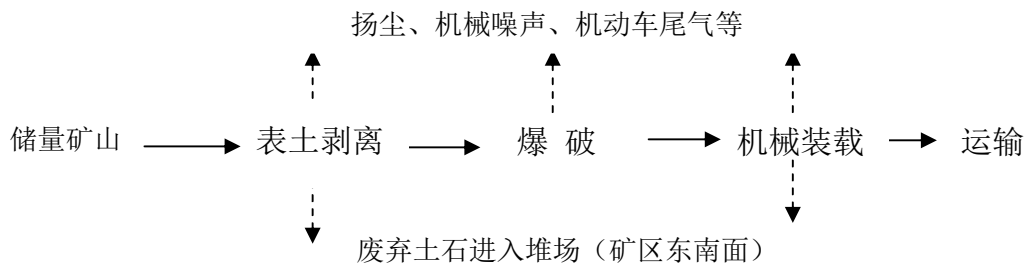 扬尘、机械噪声、机动车尾气等
储量矿山 表土剥离 爆 破 机械装载 运输
废弃土石进入堆场（矿区东南面）